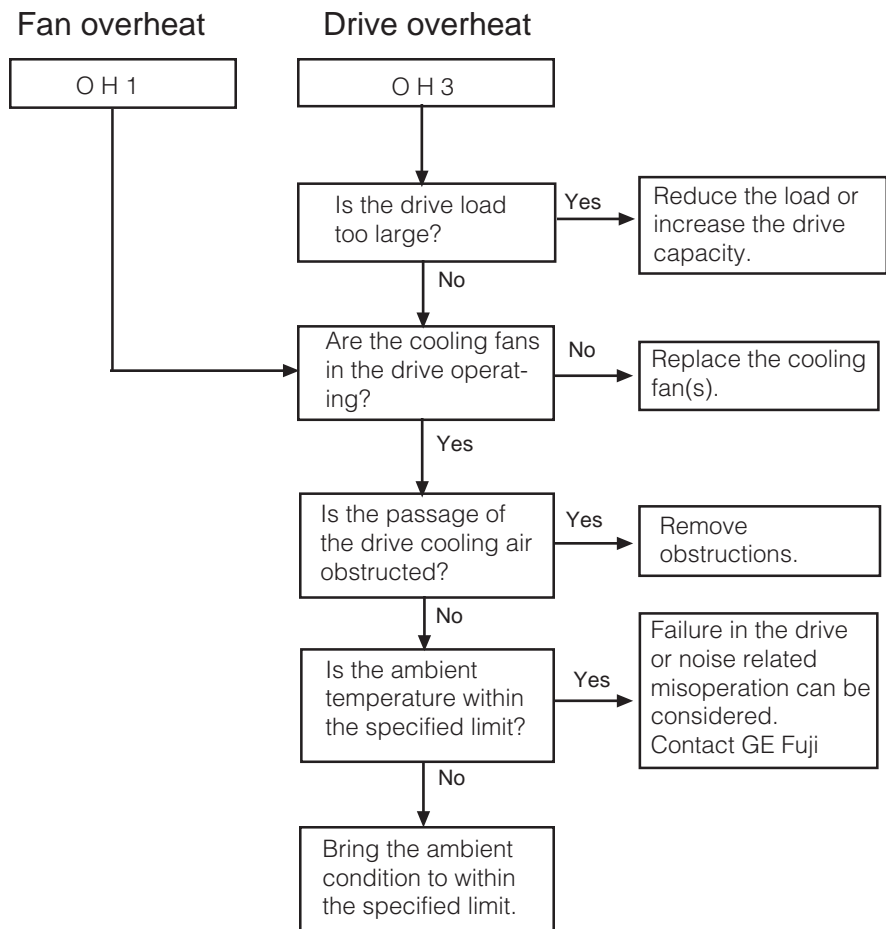 Fan overheat
Drive overheat
O H 1
O H 3
Is the drive load
too large?
Yes
Reduce the load or
increase the drive
capacity.
No
Are the cooling fans
in the drive operat-
ing?
No
Replace the cooling
fan(s).
Yes
Is the passage of
the drive cooling air
obstructed?
Yes
Remove
obstructions.
No
Is the ambient
temperature within
the specified limit?
Yes
Failure in the drive
or noise related
misoperation can be
considered.
Contact GE Fuji
No
Bring the ambient
condition to within
the specified limit.